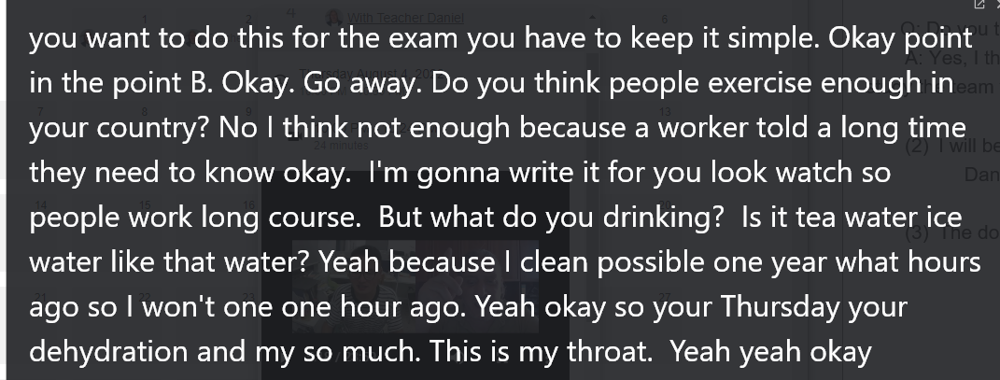 you want to do this for the exam you have to keep it simple. Okay point
in the point B. Okay. Go away. Do you think people exercise enough in
your country? No I think not enough because a worker told a long time
they need to know okay.  I'm gonna write it for you look watch so
people work long course.  But what do you drinking?  Is it tea water ice
water like that water? Yeah because I clean possible one year what hours
ago so I won't one one hour ago. Yeah okay so your Thursday your
dehydration and my so much. This is my throat.  Yeah yeah okay
With Teacher Daniel
24 minutes